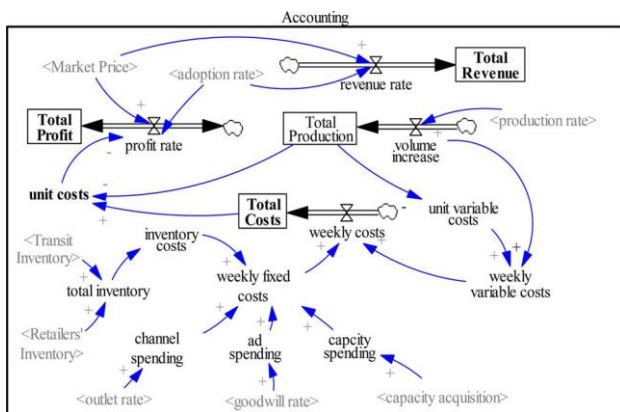 Accounting
<Market Price>
<adoption rate>
+
revenue rate
Total
Revenue
Total
Profit
+
+
profit rate
-
Total
Production
volume
increase
+
<production rate>
unit costs
-
+
Total
Costs
weekly costs
-
unit variable
costs
<Transit
Inventory>
inventory
costs
+
total inventory
+
+
weekly fixed
costs
+
+
+
+
weekly
variable costs
<Retailers'
Inventory>
channel
spending
+
ad
spending
+
capcity
spending
+
+
<outlet rate>
+
<goodwill rate>
+
<capacity acquisition>